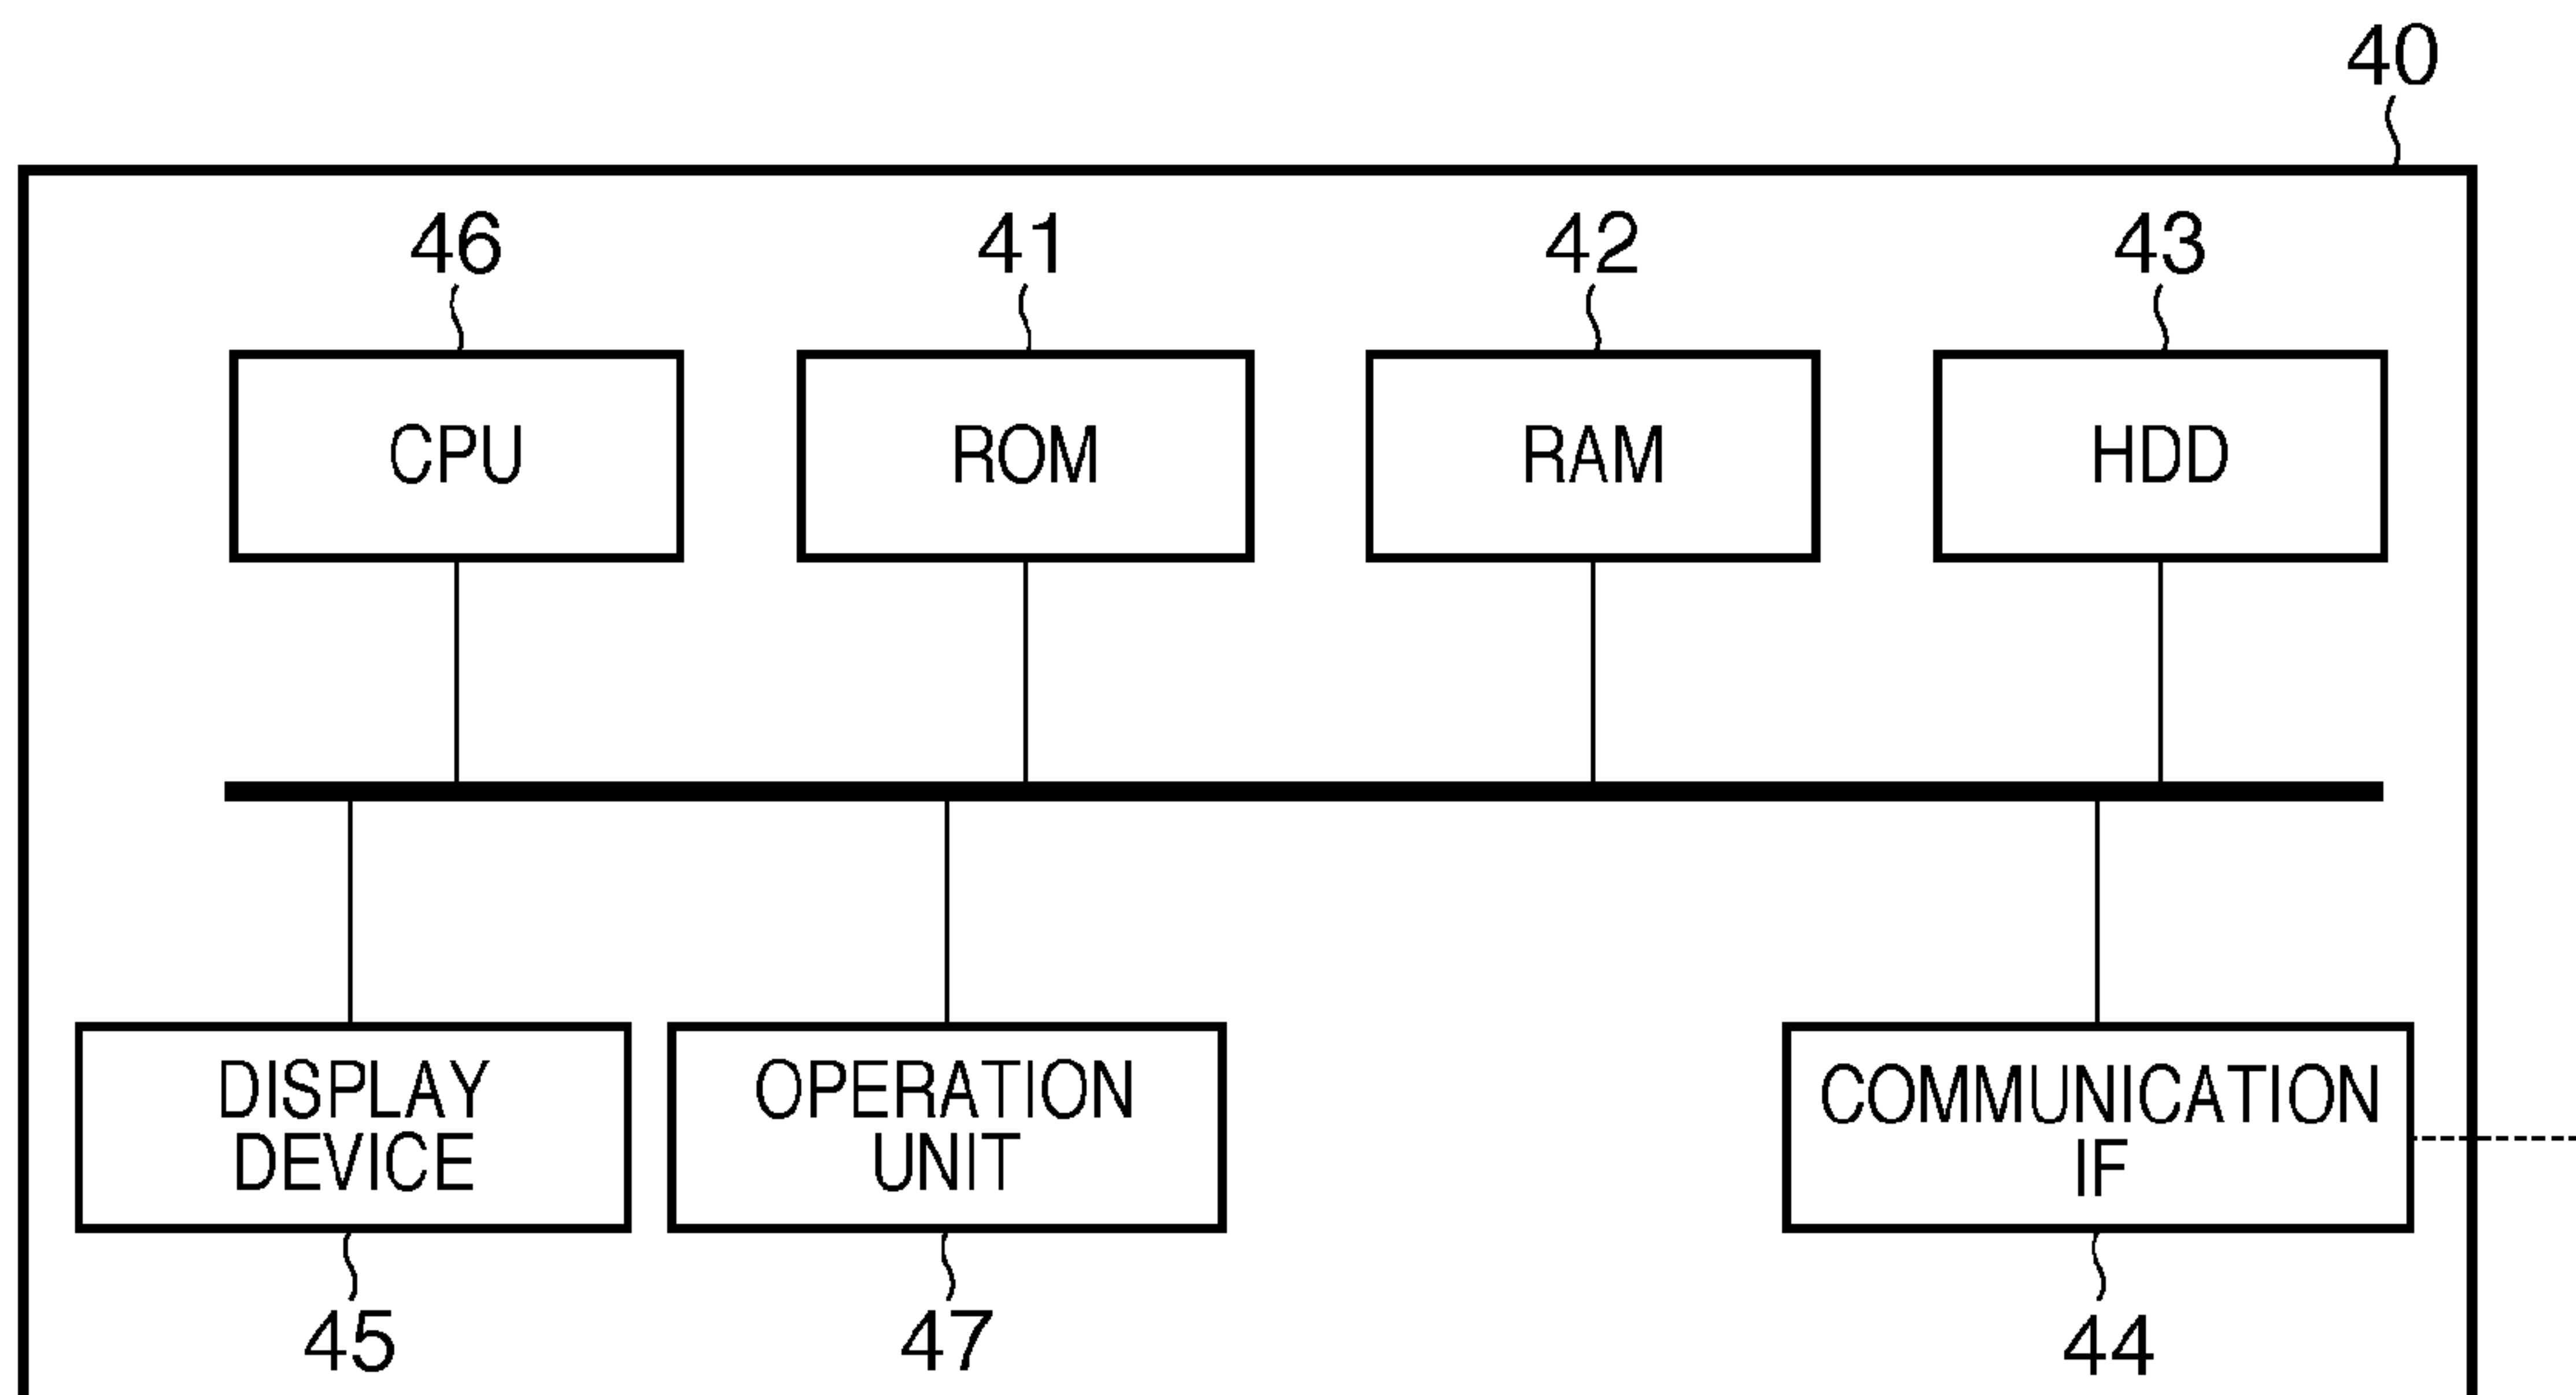 40
46
41
42
43
CPU
ROM
RAM
HDD
DISPLAY
DEVICE
OPERATION
UNIT
COMMUNICATION
IF
45
47
44